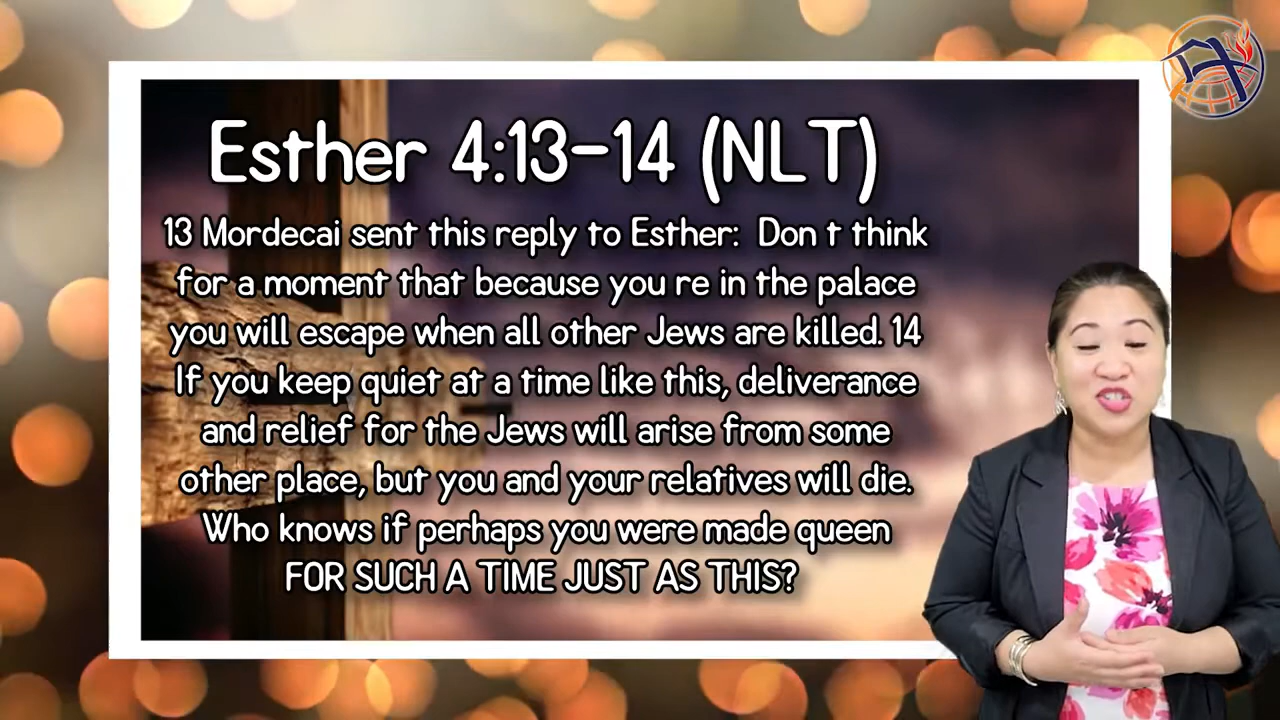 Esther 4:13-14 (NLT)
13 Mordecai sent this reply to Esther:  Don t think
for a moment that because you re in the palace
you will escape when all other Jews are killed. 14
If you keep quiet at a time like this, deliverance
and relief for the Jews will arise from some
other place, but you and your relatives will die.
Who knows if perhaps you were made queen
FOR SUCH A TIME JUST AS THIS?